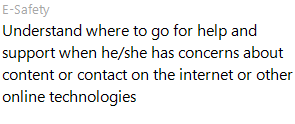 E-Safety
Understand where to go for help and
support when he/she has concerns about
content or contact on the internet or other
online technologies